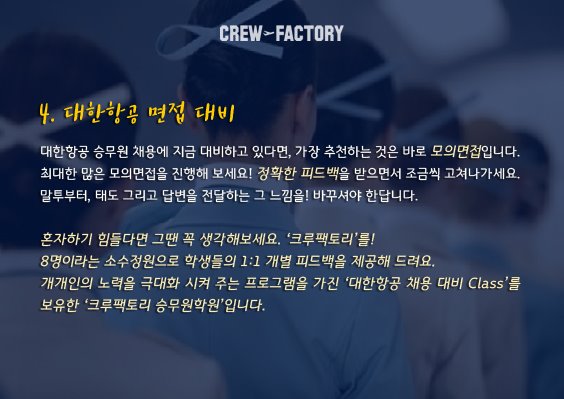 CREW FACTORY
4. 대한항공 면접 대비
대한항공 승무원 채용에 지금 대비하고 있다면, 가장 추천하는 것은 바로 모의면접입니다.
최대한 많은 모의면접을 진행해 보세요! 정확한 피드백을 받으면서 조금씩 고쳐나가세요.
말투부터, 태도 그리고 답변을 전달하는 그 느낌을! 바꾸셔야 한답니다.
혼자하기 힘들다면 그땐 꼭 생각해보세요. ‘크루팩토리’를!
8명이라는 소수정원으로 학생들의 1:1 개별 피드백을 제공해 드려요.
개개인의 노력을 극대화 시켜 주는 프로그램을 가진 ‘대한항공 채용 대비 Class’를
보유한 ‘크루팩토리 승무원학원’입니다.